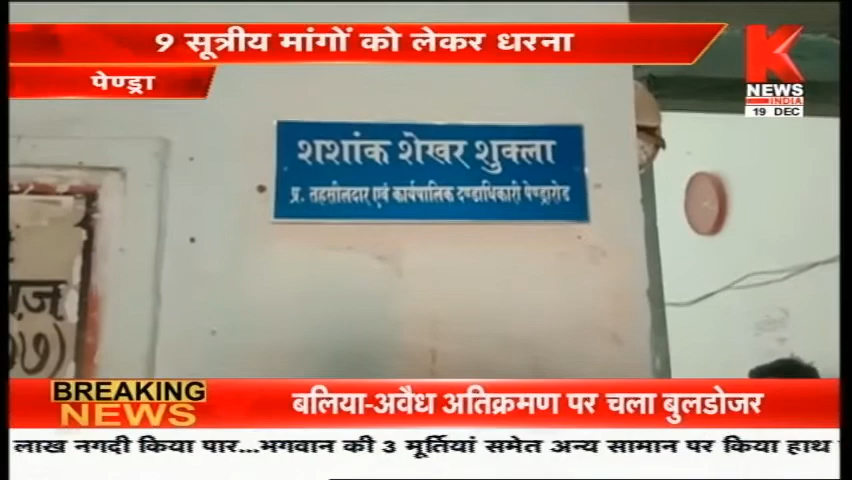 9 सूत्रीय मांगों को लेकर धरना
पेण्ड्रा
K
NEWS
INDIA
19 DEC
शशांक शेखर शुक्ला
प्र. तहसीलदार एवं कार्यपालिक दण्डाधिकारी पेण्ड्रारोड
BREAKING
NEWS
बलिया-अवैध अतिक्रमण पर चला बुलडोजर
लाख नगदी किया पार...भगवान की 3 मूर्तियां समेत अन्य सामान पर किया हाथ